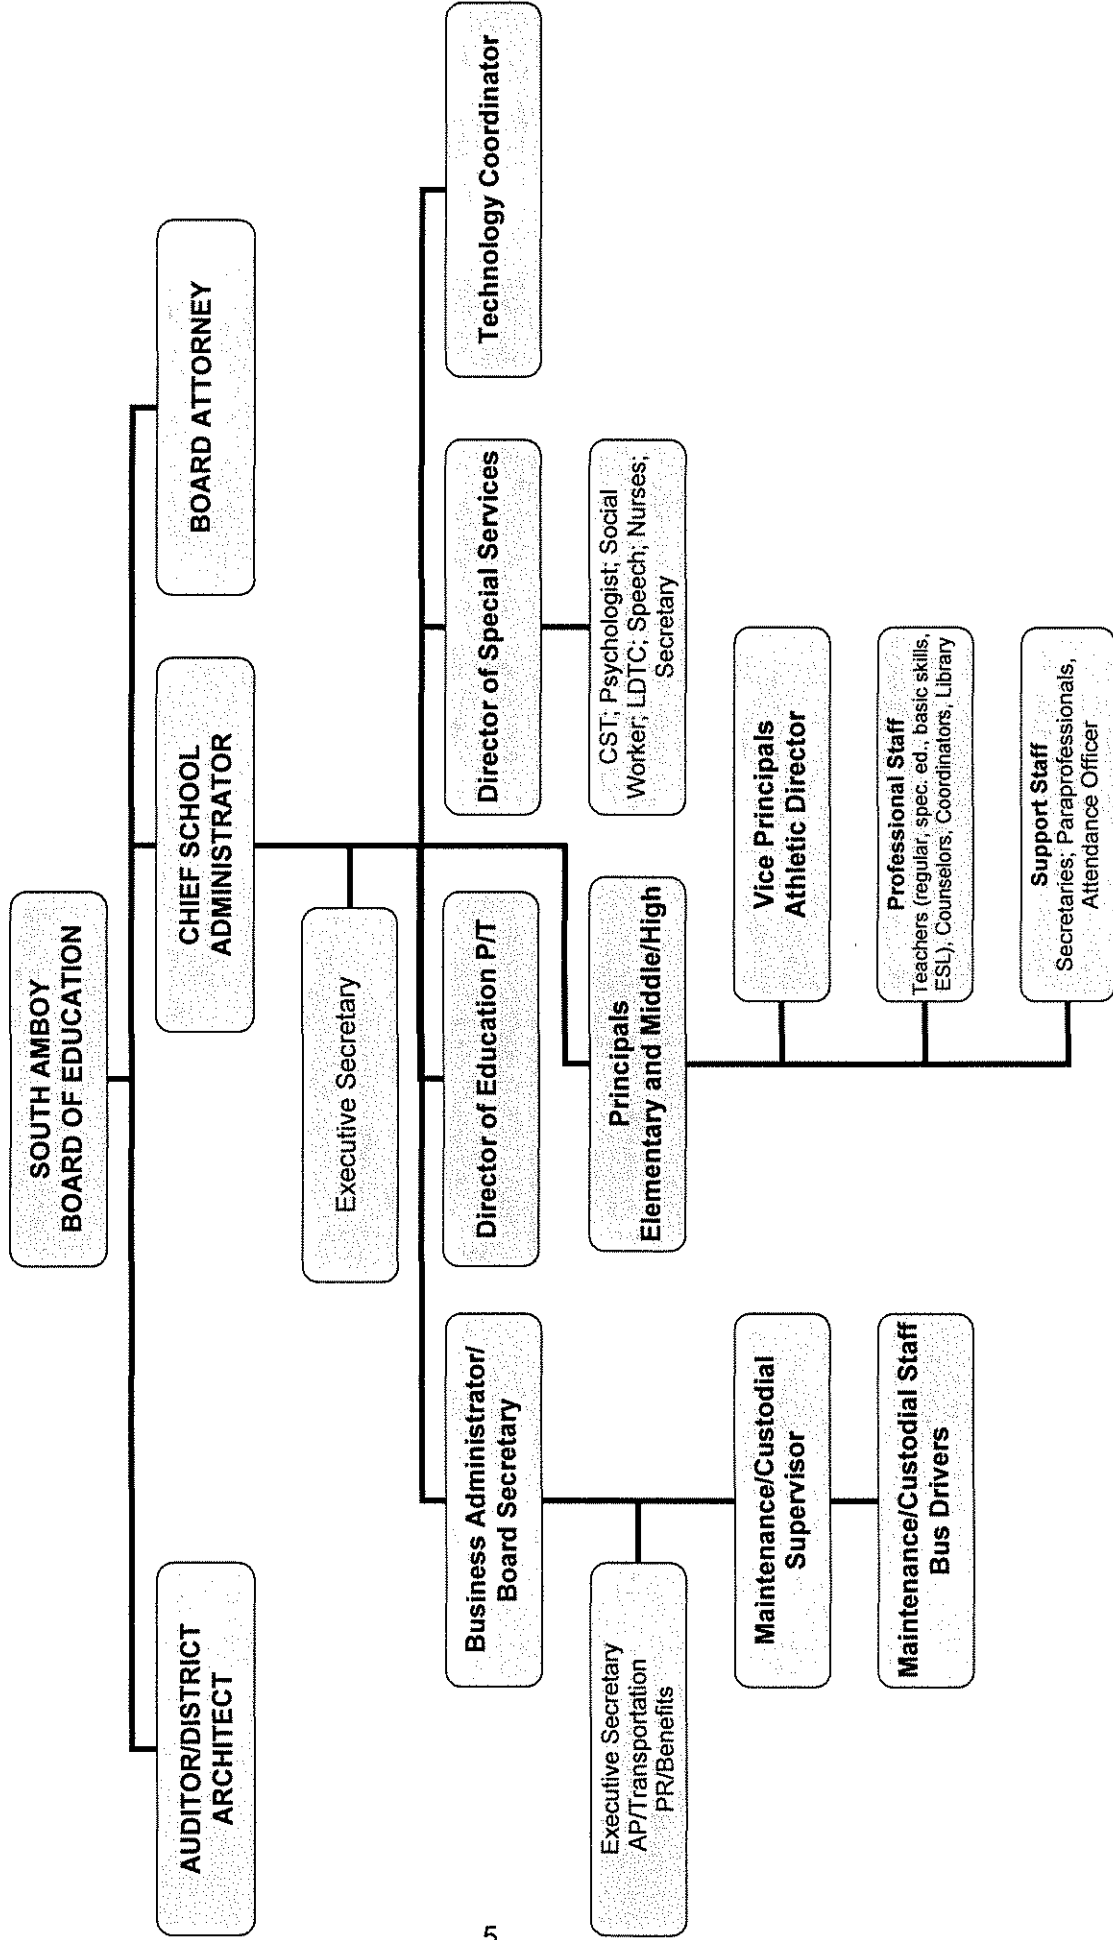 SOUTH AMBOY
BOARD OF EDUCATION
AUDITOR/DISTRICT
ARCHITECT
CHIEF SCHOOL
ADMINISTRATOR
BOARD ATTORNEY
Executive Secretary
Business Administrator/
Board Secretary
Director of Education P/T
Director of Special Services
Technology Coordinator
Executive Secretary
AP/Transportation
PR/Benefits
Principals
Elementary and Middle/High
CST; Psychologist; Social
Worker; LDTC; Speech; Nurses;
Secretary
Maintenance/Custodial
Supervisor
Vice Principals
Athletic Director
Maintenance/Custodial Staff
Bus Drivers
Professional Staff
Teachers (regular, spec. ed., basic skills,
ESL), Counselors; Coordinators, Library
Support Staff
Secretaries; Paraprofessionals,
Attendance Officer
5